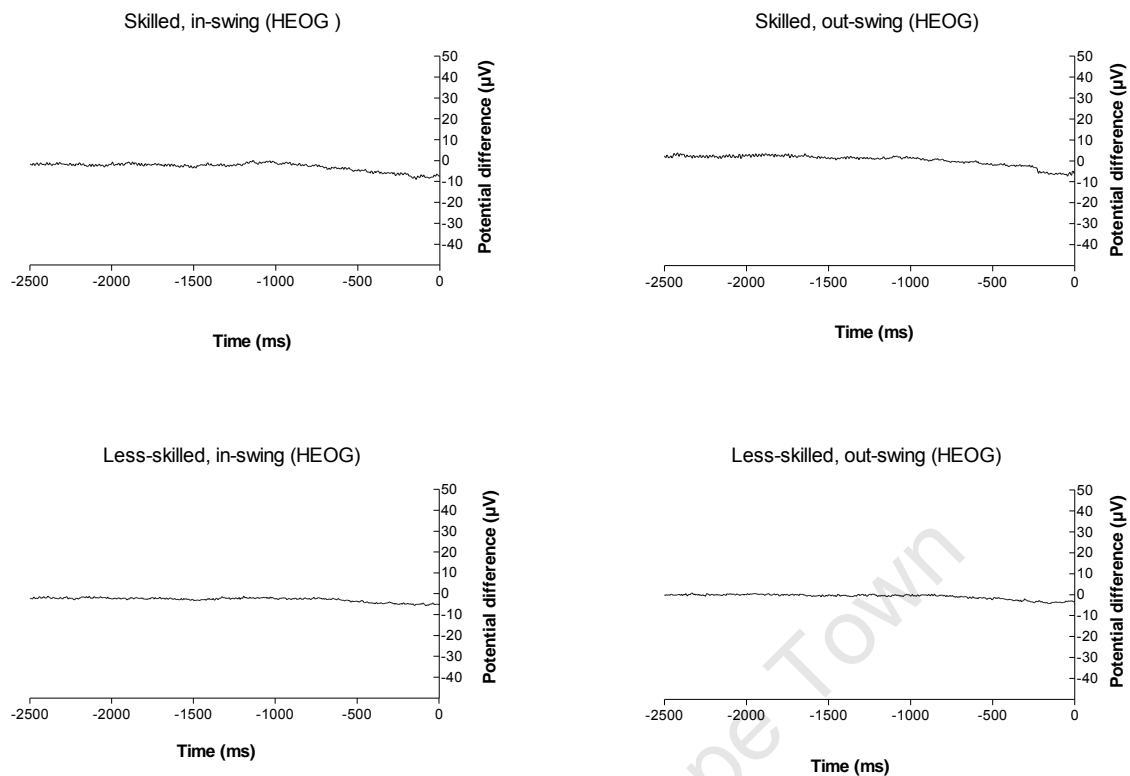 Skilled, in-swing (HEOG )
50
40
30
20
10
0
-10
-20
-30
-40
Potential difference (µV)
-2500 -2000 -1500 -1000 -500 0
Time (ms)
Skilled, out-swing (HEOG)
50
40
30
20
10
0
-10
-20
-30
-40
Potential difference (µV)
-2500 -2000 -1500 -1000 -500 0
Time (ms)
Less-skilled, in-swing (HEOG)
50
40
30
20
10
0
-10
-20
-30
-40
Potential difference (µV)
-2500 -2000 -1500 -1000 -500 0
Time (ms)
Less-skilled, out-swing (HEOG)
50
40
30
20
10
0
-10
-20
-30
-40
Potential difference (µV)
-2500 -2000 -1500 -1000 -500 0
Time (ms)
pe Town